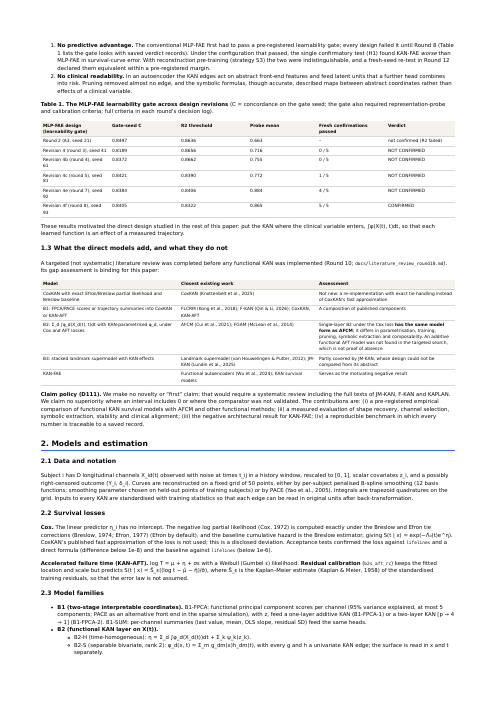 1. No predictive advantage. The conventional MLP-FAE first had to pass a pre-registered learnability gate; every design failed it until Round 8 (Table
1 lists the gate looks with saved verdict records). Under the configuration that passed, the single confirmatory test (H1) found KAN-FAE worse than
MLP-FAE in survival-curve error. With reconstruction pre-training (strategy S3) the two were indistinguishable, and a fresh-seed re-test in Round 12
declared them equivalent within a pre-registered margin.
2. No clinical readability. In an autoencoder the KAN edges act on abstract front-end features and feed latent units that a further head combines
into risk. Pruning removed almost no edge, and the symbolic formulas, though accurate, described maps between abstract coordinates rather than
effects of a clinical variable.
Table 1. The MLP-FAE learnability gate across design revisions (C = concordance on the gate seed; the gate also required representation-probe
and calibration criteria; full criteria in each round's decision log).
MLP-FAE design (learnability gate) Gate-seed C R2 threshold Probe mean Fresh confirmations passed Verdict
Round 2 (A3, seed 21) 0.8497 0.8636 0.663 – not confirmed (R2 failed)
Revision 4 (round 3), seed 41 0.8189 0.8656 0.716 0 / 5 NOT CONFIRMED
Revision 4b (round 4), seed 61 0.8372 0.8662 0.755 0 / 5 NOT CONFIRMED
Revision 4c (round 5), seed 81 0.8421 0.8390 0.772 1 / 5 NOT CONFIRMED
Revision 4e (round 7), seed 92 0.8384 0.8406 0.884 4 / 5 NOT CONFIRMED
Revision 4f (round 8), seed 93 0.8405 0.8322 0.865 5 / 5 CONFIRMED
These results motivated the direct design studied in the rest of this paper: put the KAN where the clinical variable enters, ∫φ(X(t), t)dt, so that each
learned function is an effect of a measured trajectory.
1.3 What the direct models add, and what they do not
A targeted (not systematic) literature review was completed before any functional KAN was implemented (Round 10; docs/literature_review_round10.md).
Its gap assessment is binding for this paper:
Model Closest existing work Assessment
CoxKAN with exact Efron/Breslow partial likelihood and Breslow baseline CoxKAN (Knottenbelt et al., 2025) Not new: a re-implementation with exact tie handling instead of CoxKAN's fast approximation
B1: FPCA/PACE scores or trajectory summaries into CoxKAN or KAN-AFT FLCRM (Kong et al., 2018); F-KAN (Qin & Li, 2026); CoxKAN, KAN-AFT A composition of published components
B2: Σ_d ∫φ_d(X_d(t), t)dt with KAN-parametrised φ_d, under Cox and AFT losses AFCM (Cui et al., 2021); FGAM (McLean et al., 2014) Single-layer B2 under the Cox loss has the same model form as AFCM; it differs in parametrisation, training, pruning, symbolic extraction and composability. An additive functional AFT model was not found in the targeted search, which is not proof of absence
B3: stacked landmark supermodel with KAN effects Landmark supermodel (van Houwelingen & Putter, 2012); JM-KAN (Lundin et al., 2025) Partly covered by JM-KAN, whose design could not be compared from its abstract
KAN-FAE Functional autoencoders (Wu et al., 2024); KAN survival models Serves as the motivating negative result
Claim policy (D111). We make no novelty or "first" claim; that would require a systematic review including the full texts of JM-KAN, F-KAN and KAPLAN.
We claim no superiority where an interval includes 0 or where the comparator was not validated. The contributions are: (i) a pre-registered empirical
comparison of functional KAN survival models with AFCM and other functional methods; (ii) a measured evaluation of shape recovery, channel selection,
symbolic extraction, stability and clinical alignment; (iii) the negative architectural result for KAN-FAE; (iv) a reproducible benchmark in which every
number is traceable to a saved record.
2. Models and estimation
2.1 Data and notation
Subject i has D longitudinal channels X_id(t) observed with noise at times t_ij in a history window, rescaled to [0, 1], scalar covariates z_i, and a possibly
right-censored outcome (Y_i, δ_i). Curves are reconstructed on a fixed grid of 50 points, either by per-subject penalised B-spline smoothing (12 basis
functions; smoothing parameter chosen on held-out points of training subjects) or by PACE (Yao et al., 2005). Integrals are trapezoid quadratures on the
grid. Inputs to every KAN are standardised with training statistics, so that each edge can be read in original units after back-transformation.
2.2 Survival losses
Cox. The linear predictor η_i has no intercept. The negative log partial likelihood (Cox, 1972) is computed exactly under the Breslow and Efron tie
corrections (Breslow, 1974; Efron, 1977) (Efron by default), and the baseline cumulative hazard is the Breslow estimator, giving S(t | x) = exp(−Ĥ₀(t)e^η).
CoxKAN's published fast approximation of the loss is not used; this is a disclosed deviation. Acceptance tests confirmed the loss against lifelines and a
direct formula (difference below 1e-8) and the baseline against lifelines (below 1e-6).
Accelerated failure time (KAN-AFT). log T = μ + η + σε with a Weibull (Gumbel) likelihood. Residual calibration (b2s_aft_rc) keeps the fitted
location and scale but predicts S(t | x) = Ŝ_ε((log t − μ̂ − η̂)/σ̂), where Ŝ_ε is the Kaplan–Meier estimate (Kaplan & Meier, 1958) of the standardised
training residuals, so that the error law is not assumed.
2.3 Model families
• B1 (two-stage interpretable coordinates). B1-FPCA: functional principal component scores per channel (95% variance explained, at most 5
components; PACE as an alternative front end in the sparse simulation), with z, feed a one-layer additive KAN (B1-FPCA-1) or a two-layer KAN [p → 4
→ 1] (B1-FPCA-2). B1-SUM: per-channel summaries (last value, mean, OLS slope, residual SD) feed the same heads.
• B2 (functional KAN layer on X(t)).
B2-H (time-homogeneous): η = Σ_d ∫φ_d(X_d(t))dt + Σ_k ψ_k(z_k).
B2-S (separable bivariate, rank 2): φ_d(x, t) = Σ_m g_dm(x)h_dm(t), with every g and h a univariate KAN edge; the surface is read in x and t
separately.